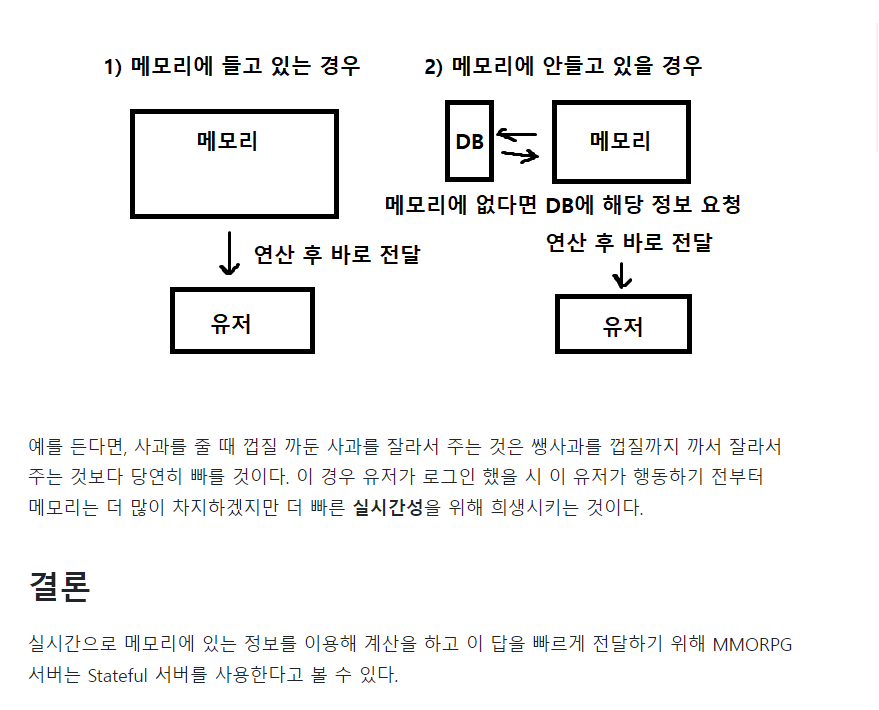 1) 메모리에 들고 있는 경우
2) 메모리에 안들고 있을 경우
메모리
DB
메모리
메모리에 없다면 DB에 해당 정보 요청
연산 후 바로 전달
연산 후 바로 전달
유저
유저
예를 든다면, 사과를 줄 때 껍질 까둔 사과를 잘라서 주는 것은 쌩사과를 껍질까지 까서 잘라서
주는 것보다 당연히 빠를 것이다. 이 경우 유저가 로그인 했을 시 이 유저가 행동하기 전부터
메모리는 더 많이 차지하겠지만 더 빠른 실시간성을 위해 희생시키는 것이다.
결론
실시간으로 메모리에 있는 정보를 이용해 계산을 하고 이 답을 빠르게 전달하기 위해 MMORPG
서버는 Stateful 서버를 사용한다고 볼 수 있다.